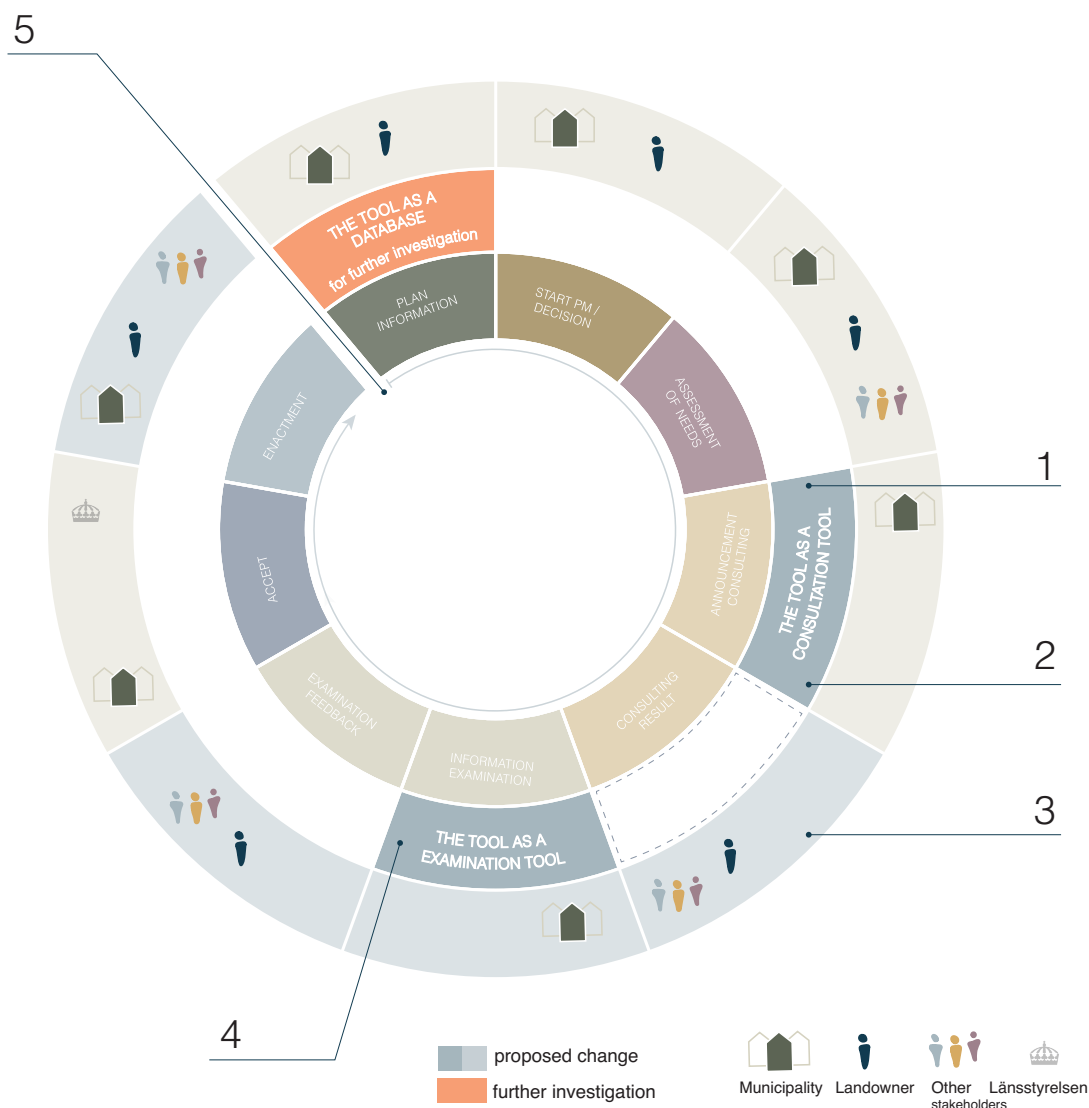 5
THE TOOL AS A
DATABASE
for further investigation
PLAN
INFORMATION
START PM /
DECISION
ASSESSMENT
OF NEEDS
ENACTMENT
1
ANNOUNCEMENT
CONSULTING
THE TOOL AS A
CONSULTATION TOOL
ACCEPT
2
CONSULTING
RESULT
EXAMINATION
FEEDBACK
INFORMATION
EXAMINATION
3
THE TOOL AS A
EXAMINATION TOOL
4
proposed change
further investigation
Municipality
Landowner
Other
stakeholders
Länsstyrelsen